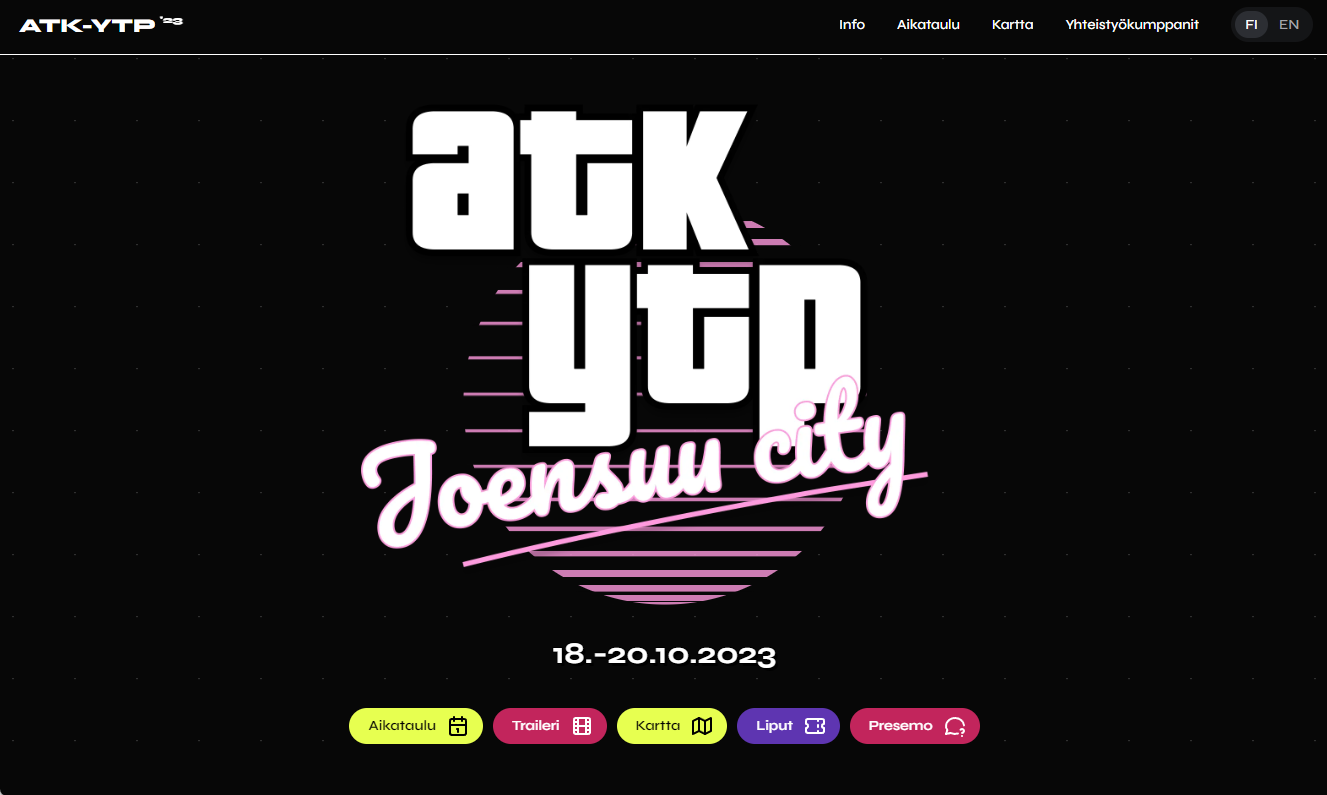 ATK-YTP '23
Info Aikataulu Kartta Yhteistyökumppanit FI EN
atk
ytp
Joensuu city
18.-20.10.2023
Aikataulu Traileri Kartta Liput Presemo